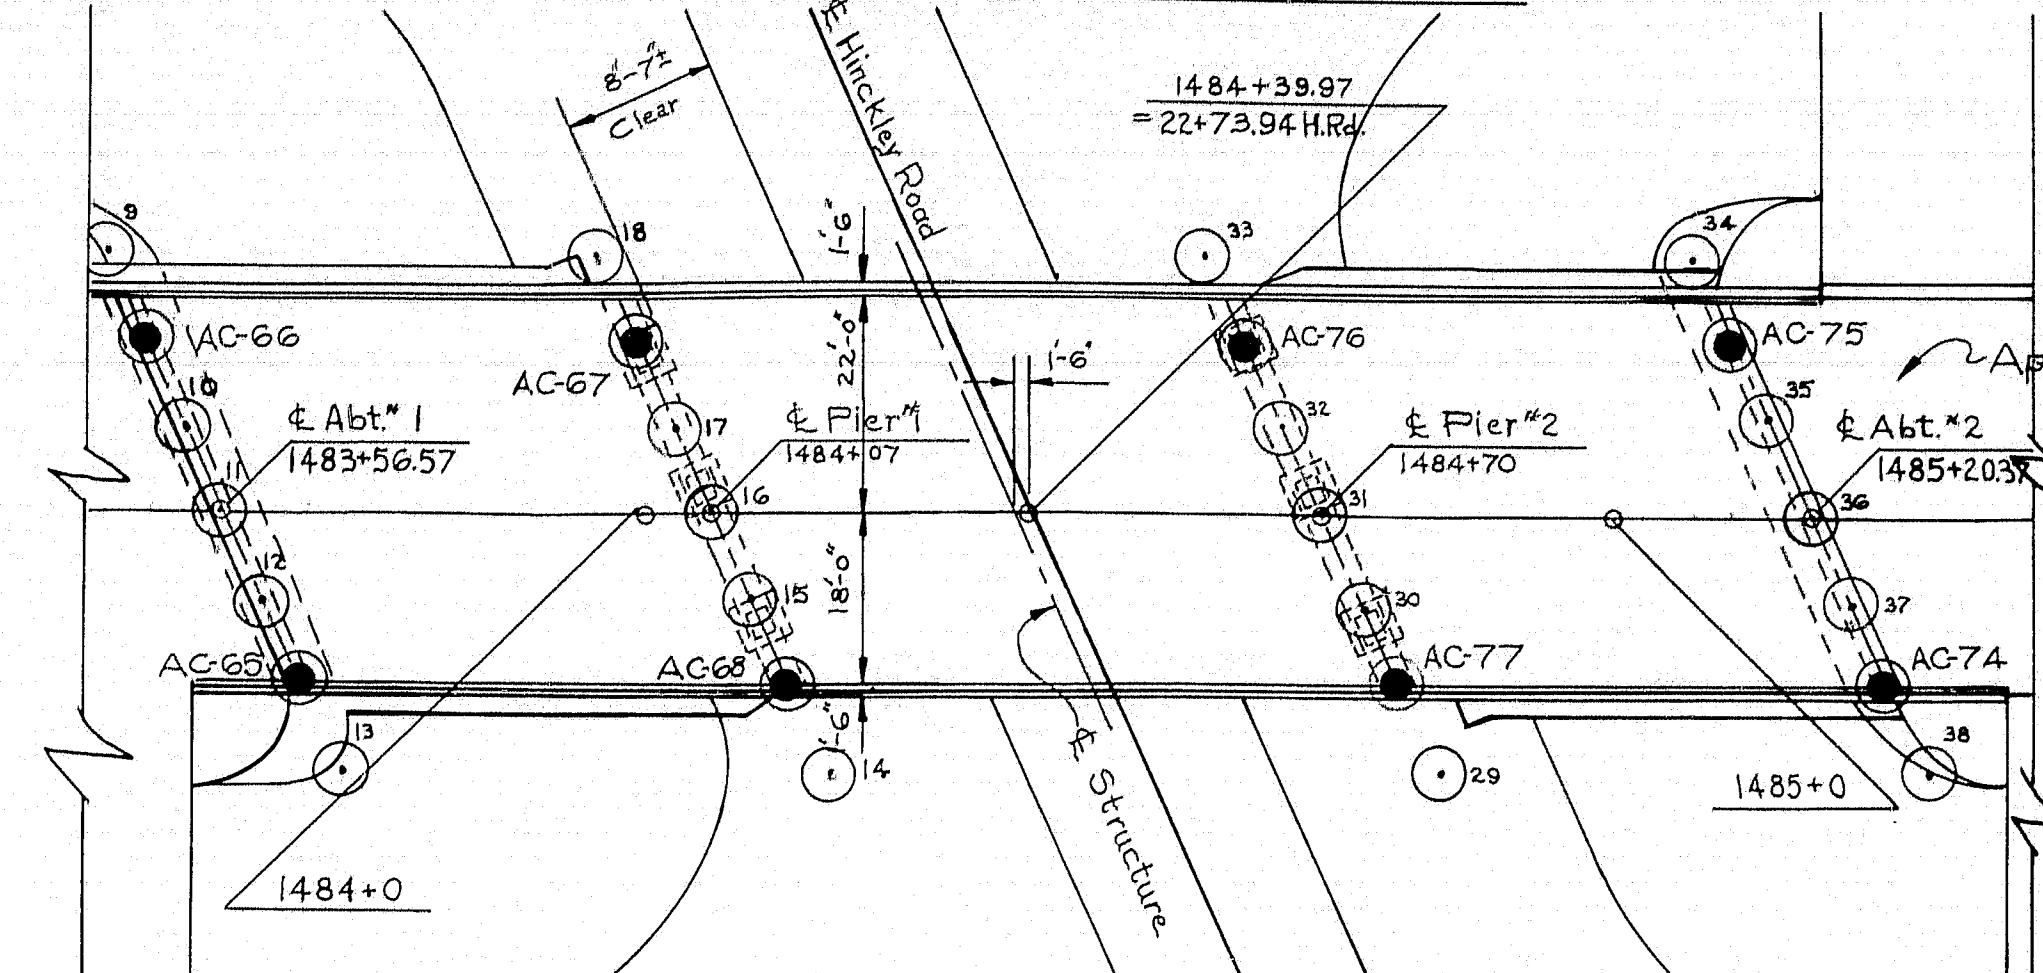 ℄ Hinckley Road
8'-7"±
Clear
1484+39.97
= 22+73.94 H.Rd.
9
18
1'-6"
33
34
AC-66
AC-67
22'-0"
1'-6"
AC-76
AC-75
10
17
32
35
℄ Abt.#1
1483+56.57
℄ Pier#1
1484+07
℄ Pier#2
1484+70
℄ Abt.#2
11
16
31
36
12
15
18'-0"
30
37
AC-65
AC-68
AC-77
AC-74
13
1'-6"
14
29
38
℄ Structure
1484+0
1485+0